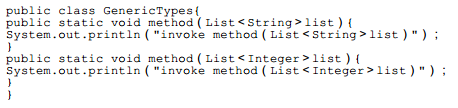 public class GenericTypes{
public static void method(List<String>list){
System.out.println("invoke method(List<String>list)");
}
public static void method(List<Integer>list){
System.out.println("invoke method(List<Integer>list)");
}
}